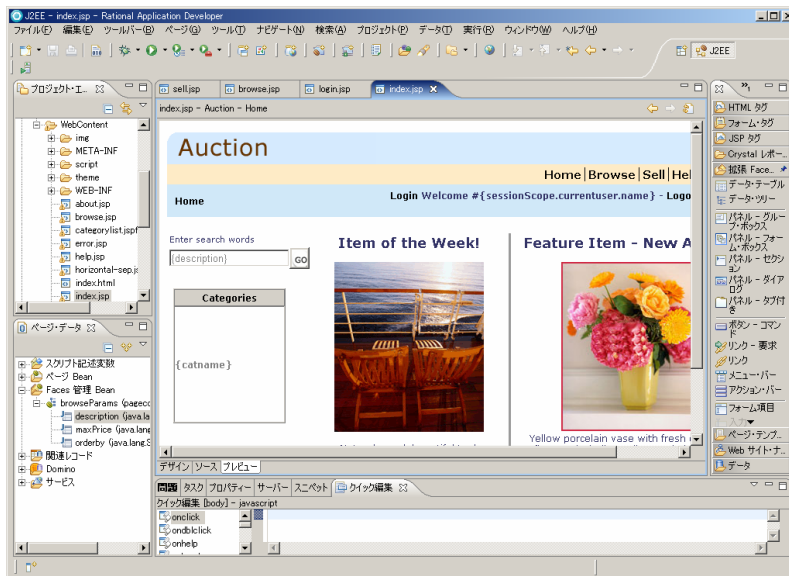 J2EE - index.jsp - Rational Application Developer
ファイル(F) 編集(E) ツールバー(B) ページ(G) ツール(T) ナビゲート(N) 検索(A) プロジェクト(P) データ(T) 実行(R) ウィンドウ(W) ヘルプ(H)
J2EE
プロジェクト・エ...
WebContent
img
META-INF
script
theme
WEB-INF
about.jsp
browse.jsp
categorylist.jspf
error.jsp
help.jsp
horizontal-sep.js
index.html
index.jsp
ページ・データ
スクリプト記述変数
ページ Bean
Faces 管理 Bean
browseParams (pagecc
description (java.la
maxPrice (java.lang
orderby (java.lang.S
関連レコード
Domino
サービス
sell.jsp browse.jsp login.jsp index.jsp
index.jsp - Auction - Home
Auction
Home|Browse|Sell|Hel
Home
Login Welcome #{sessionScope.currentuser.name} - Logo
Enter search words
{description} GO
Categories
{catname}
Item of the Week!
Feature Item - New A
Yellow porcelain vase with fresh
デザイン ソース プレビュー
問題 タスク プロパティー サーバー スニペット クイック編集
クイック編集 [body] - javascript
onclick
ondblclick
onhelp
HTML タグ
フォーム・タグ
JSP タグ
Crystal レポー...
拡張 Face...
データ・テーブル
データ・ツリー
パネル - グルー
プ・ボックス
パネル - フォー
ム・ボックス
パネル - セクシ
ョン
パネル - ダイア
ログ
パネル - タブ付
き
ボタン - コマン
ド
リンク - 要求
リンク
メニュー・バー
アクション・バー
フォーム項目
入力
ページ・テンプ...
Web サイト・ナ...
データ